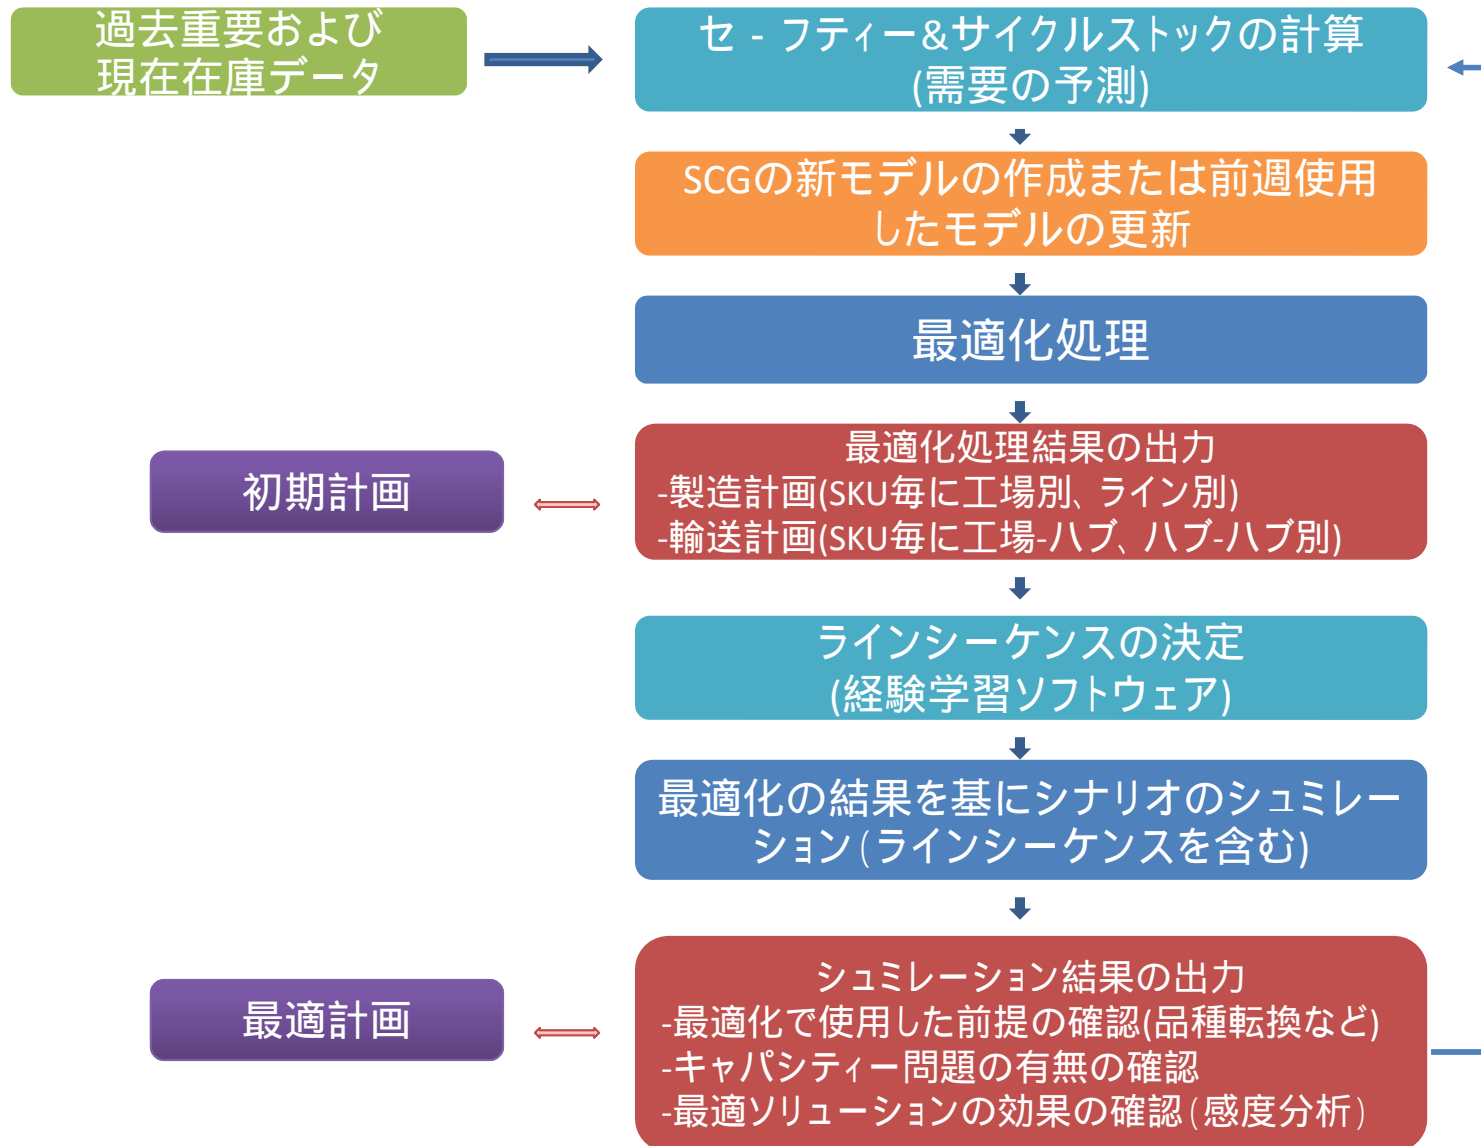 過去重要および
現在在庫データ
セ - フティー&サイクルストックの計算
(需要の予測)
SCGの新モデルの作成または前週使用
したモデルの更新
最適化処理
最適化処理結果の出力
-製造計画(SKU毎に工場別、ライン別)
-輸送計画(SKU毎に工場-ハブ、ハブ-ハブ別)
初期計画
ラインシーケンスの決定
(経験学習ソフトウェア)
最適化の結果を基にシナリオのシュミレー
ション(ラインシーケンスを含む)
シュミレーション結果の出力
-最適化で使用した前提の確認(品種転換など)
-キャパシティー問題の有無の確認
-最適ソリューションの効果の確認(感度分析)
最適計画